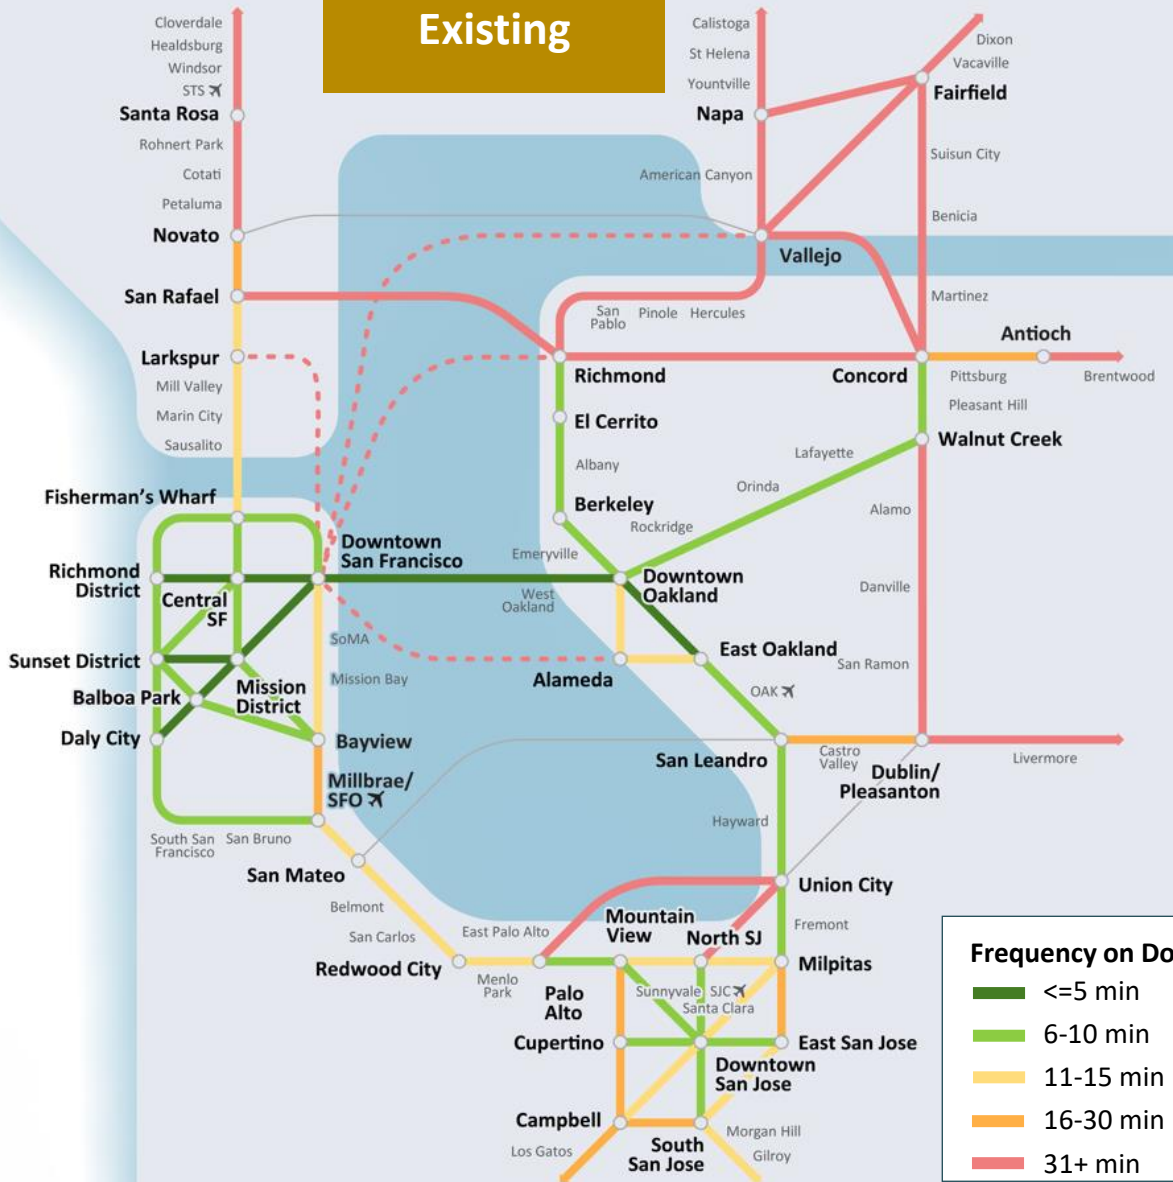 Existing
Cloverdale
Healdsburg
Windsor
STS
Santa Rosa
Rohnert Park
Cotati
Petaluma
Novato
San Rafael
Larkspur
Mill Valley
Marin City
Sausalito
Calistoga
St Helena
Yountville
Napa
American Canyon
Vallejo
Dixon
Vacaville
Fairfield
Suisun City
Benicia
Martinez
San
Pablo
Pinole
Hercules
Richmond
Concord
Antioch
Pittsburg
Brentwood
Pleasant Hill
El Cerrito
Albany
Berkeley
Walnut Creek
Lafayette
Orinda
Rockridge
Emeryville
Alamo
Danville
San Ramon
Fisherman's Wharf
Downtown
San Francisco
Richmond
District
Central
SF
West
Oakland
Downtown
Oakland
Sunset District
SoMA
Mission Bay
Mission
District
Balboa Park
Daly City
Bayview
Alameda
East Oakland
OAK
San Leandro
Castro
Valley
Dublin/
Pleasanton
Livermore
Millbrae/
SFO
South San
Francisco
San Bruno
San Mateo
Hayward
Union City
Belmont
San Carlos
Redwood City
East Palo Alto
Menlo
Park
Palo
Alto
Mountain
View
North SJ
Fremont
Milpitas
Sunnyvale
SJC
Santa Clara
Cupertino
East San Jose
Downtown
San Jose
Campbell
Los Gatos
South
San Jose
Morgan Hill
Gilroy
Frequency on Do
<=5 min
6-10 min
11-15 min
16-30 min
31+ min